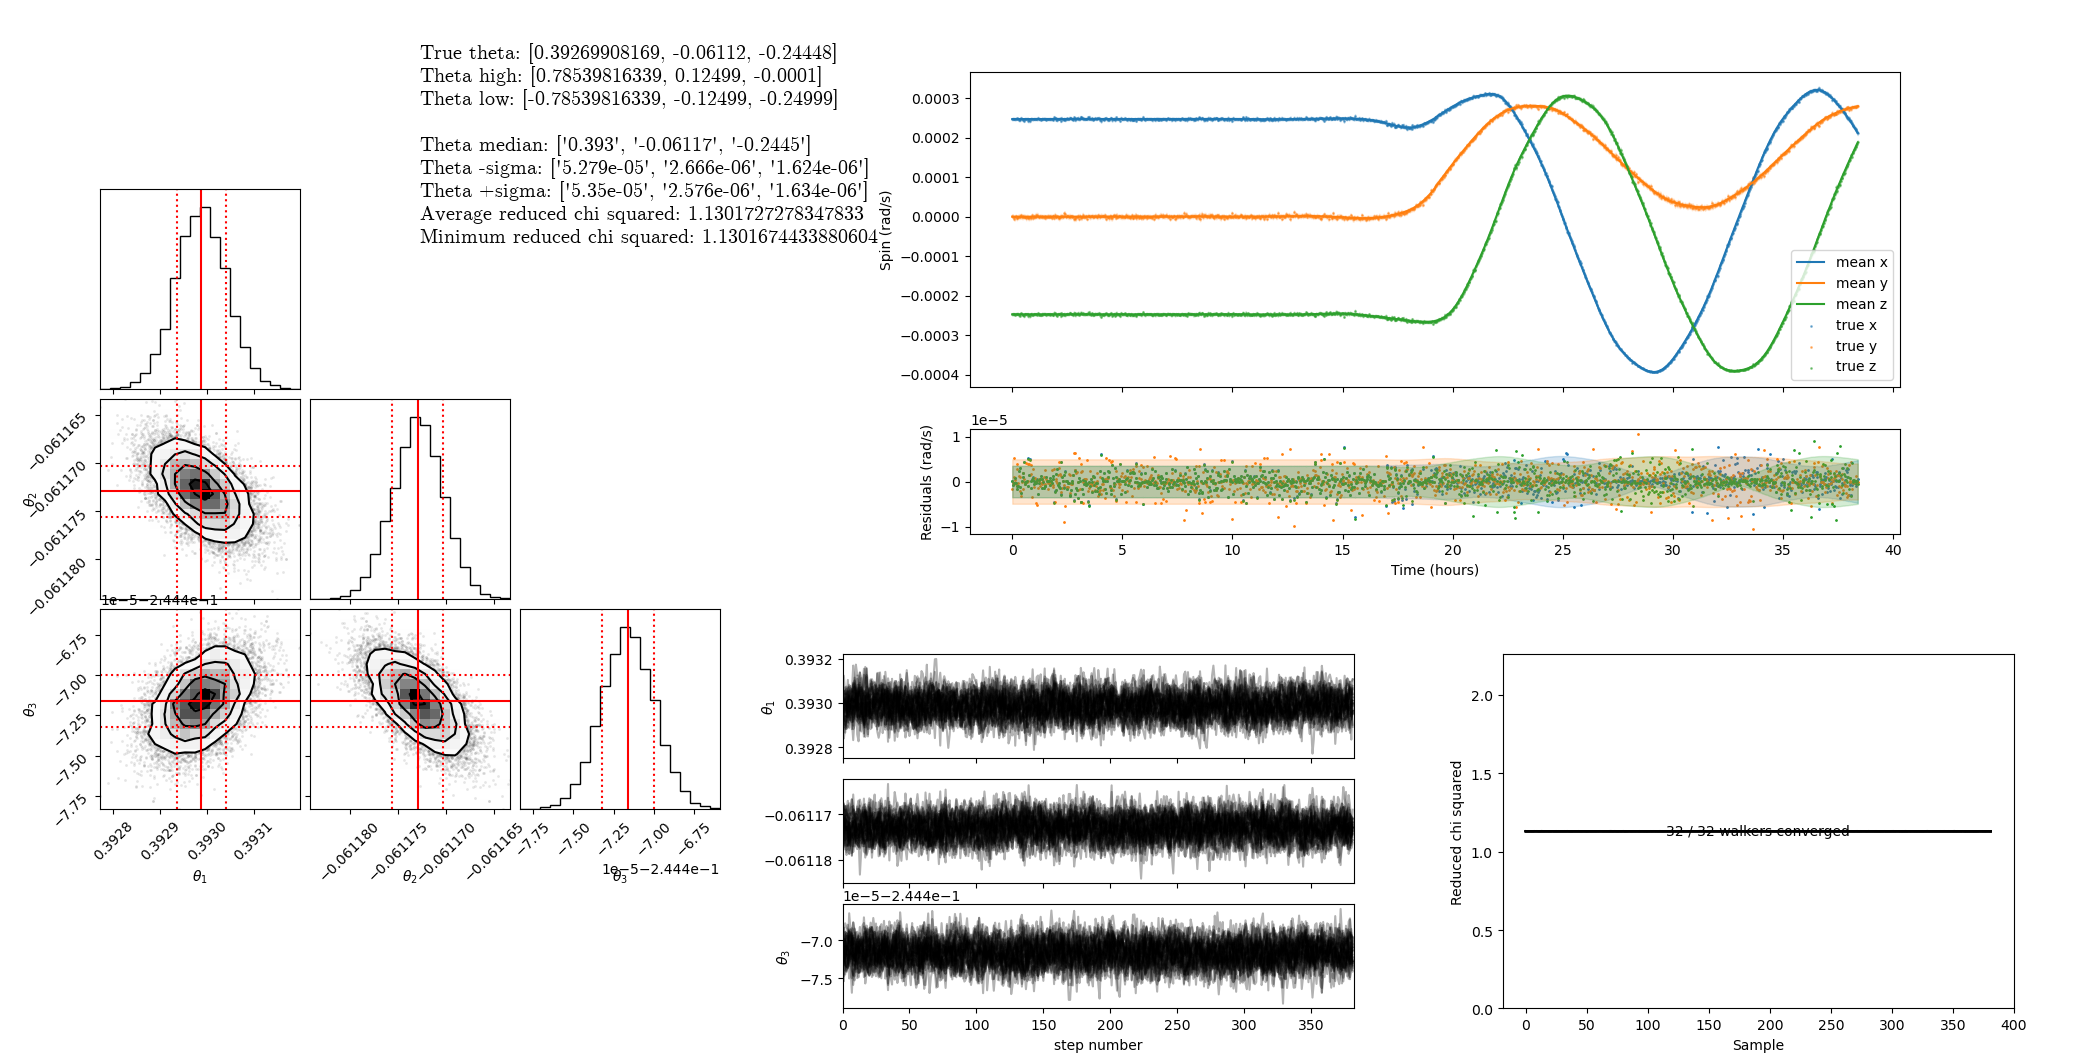 True theta: [0.39269908169, -0.06112, -0.24448]
Theta high: [0.78539816339, 0.12499, -0.0001]
Theta low: [-0.78539816339, -0.12499, -0.24999]
Theta median: ['0.393', '-0.06117', '-0.2445']
Theta -sigma: ['5.279e-05', '2.666e-06', '1.624e-06']
Theta +sigma: ['5.35e-05', '2.576e-06', '1.634e-06']
Average reduced chi squared: 1.1301727278347833
Minimum reduced chi squared: 1.1301674433880604
Spin (rad/s)
0.0003
0.0002
0.0001
0.0000
−0.0001
−0.0002
−0.0003
−0.0004
mean x
mean y
mean z
true x
true y
true z
1e−5
Residuals (rad/s)
1
0
−1
0 5 10 15 20 25 30 35 40
Time (hours)
θ2
−0.061165
−0.061170
−0.061175
−0.061180
1e−5−2.444e−1
θ3
−6.75
−7.00
−7.25
−7.50
−7.75
0.3928 0.3929 0.3930 0.3931
θ1
−0.061180 −0.061175 −0.061170 −0.061165
θ2
−7.75 −7.50 −7.25 −7.00 −6.75
θ3
1e−5−2.444e−1
θ1
0.3932
0.3930
0.3928
−0.06117
−0.06118
1e−5−2.444e−1
θ3
−7.0
−7.5
0 50 100 150 200 250 300 350
step number
Reduced chi squared
2.0
1.5
1.0
0.5
0.0
32 / 32 walkers converged
0 50 100 150 200 250 300 350 400
Sample